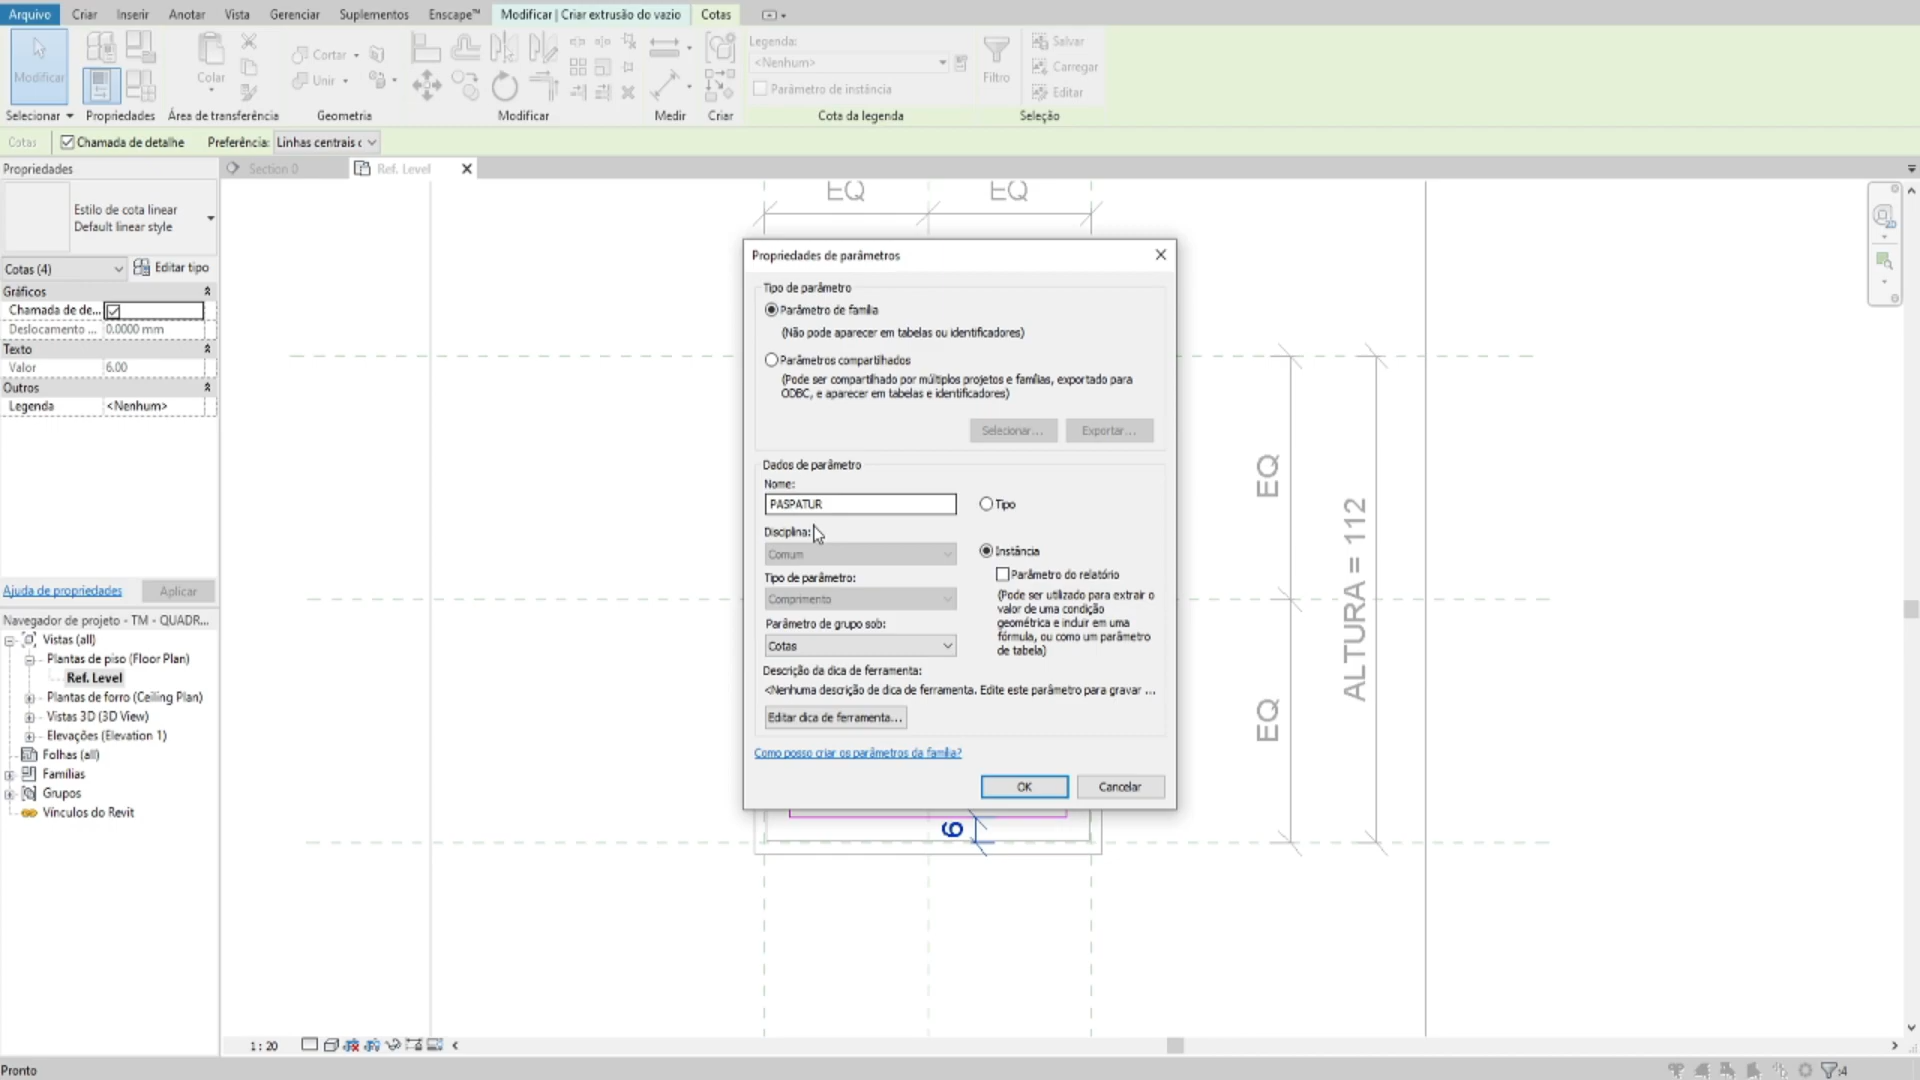 Arquivo Criar Inserir Anotar Vista Gerenciar Suplementos Enscape™ Modificar | Criar extrusão do vazio Cotas
Modificar
Colar
Cortar
Unir
Legenda:
<Nenhum>
Parâmetro de instância
Filtro
Salvar
Carregar
Editar
Selecionar Propriedades Área de transferência Geometria Modificar Medir Criar Cota da legenda Seleção
Cotas Chamada de detalhe Preferência: Linhas centrais c
Propriedades
Section 0
Ref. Level
Estilo de cota linear
Default linear style
Cotas (4) Editar tipo
Gráficos
Chamada de de...
Deslocamento ... 0.0000 mm
Texto
Valor 6.00
Outros
Legenda <Nenhum>
Ajuda de propriedades Aplicar
Navegador de projeto - TM - QUADR...
Vistas (all)
Plantas de piso (Floor Plan)
Ref. Level
Plantas de forro (Ceiling Plan)
Vistas 3D (3D View)
Elevações (Elevation 1)
Folhas (all)
Famílias
Grupos
Vínculos do Revit
EQ EQ
Propriedades de parâmetros
Tipo de parâmetro
Parâmetro de família
(Não pode aparecer em tabelas ou identificadores)
Parâmetros compartilhados
(Pode ser compartilhado por múltiplos projetos e famílias, exportado para
ODBC, e aparecer em tabelas e identificadores)
Selecionar... Exportar...
Dados de parâmetro
Nome:
PASPATUR
Tipo
Disciplina:
Comum
Instância
Tipo de parâmetro:
Parâmetro do relatório
Comprimento
(Pode ser utilizado para extrair o
valor de uma condição
geométrica e incluir em uma
fórmula, ou como um parâmetro
de tabela)
Parâmetro de grupo sob:
Cotas
Descrição da dica de ferramenta:
<Nenhuma descrição de dica de ferramenta. Edite este parâmetro para gravar ...
Editar dica de ferramenta...
Como posso criar os parâmetros da família?
OK Cancelar
EQ
ALTURA = 112
EQ
6
1 : 20
Pronto
:4